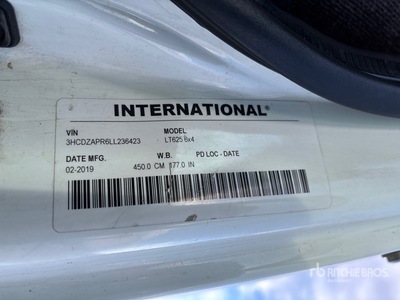 INTERNATIONAL®
VIN MODEL
3HCDZAPR6LL236423 LT625 6x4
DATE MFG. W.B. PD LOC - DATE
02-2019 450.0 CM 177.0 IN
rb RITCHIE BROS.